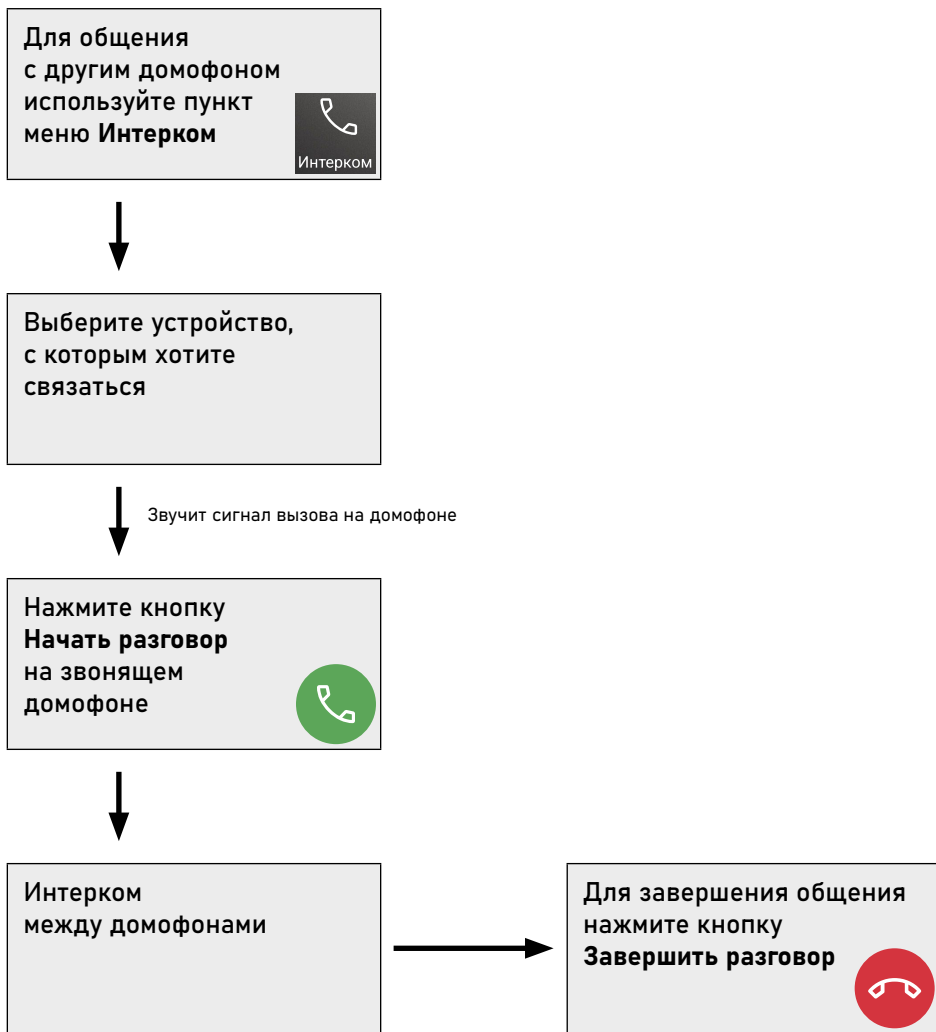 Для общения
с другим домофоном
используйте пункт
меню Интерком
Интерком
Выберите устройство,
с которым хотите
связаться
Звучит сигнал вызова на домофоне
Нажмите кнопку
Начать разговор
на звонящем
домофоне
Интерком
между домофонами
Для завершения общения
нажмите кнопку
Завершить разговор